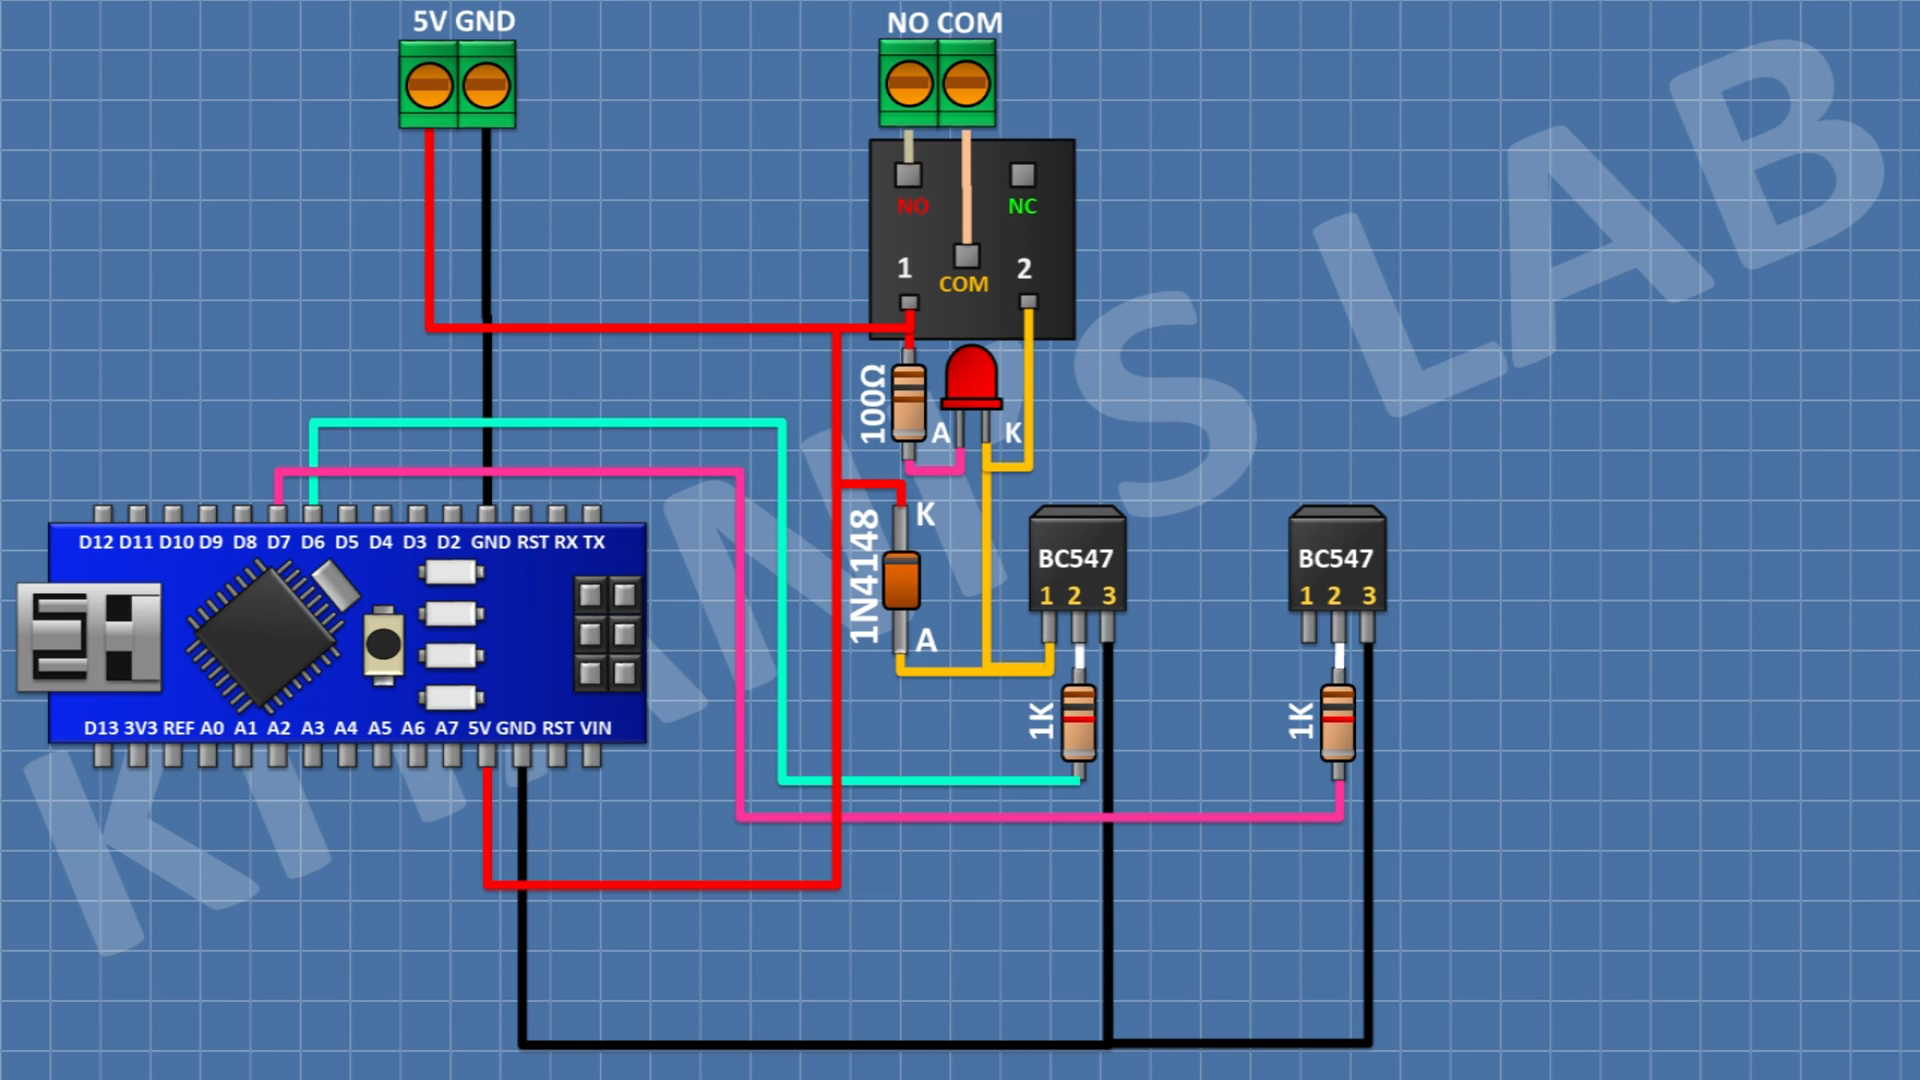 5V GND
NO COM
NO
NC
1
COM
2
100Ω
A
K
K
1N4148
A
BC547
1 2 3
BC547
1 2 3
D12 D11 D10 D9 D8 D7 D6 D5 D4 D3 D2 GND RST RX TX
D13 3V3 REF A0 A1 A2 A3 A4 A5 A6 A7 5V GND RST VIN
1K
1K